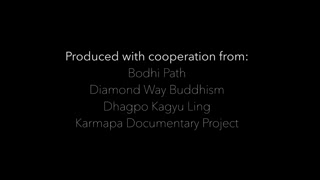 Produced with cooperation from:
Bodhi Path
Diamond Way Buddhism
Dhagpo Kagyu Ling
Karmapa Documentary Project